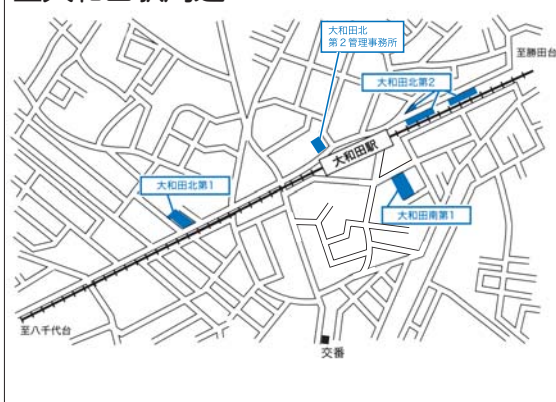 大和田北
第2管理事務所
至勝田台
大和田北第2
大和田駅
大和田北第1
大和田南第1
至八千代台
交番